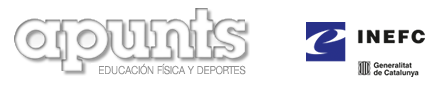 apunts
EDUCACIÓN FÍSICA Y DEPORTES
INEFC
Generalitat
de Catalunya